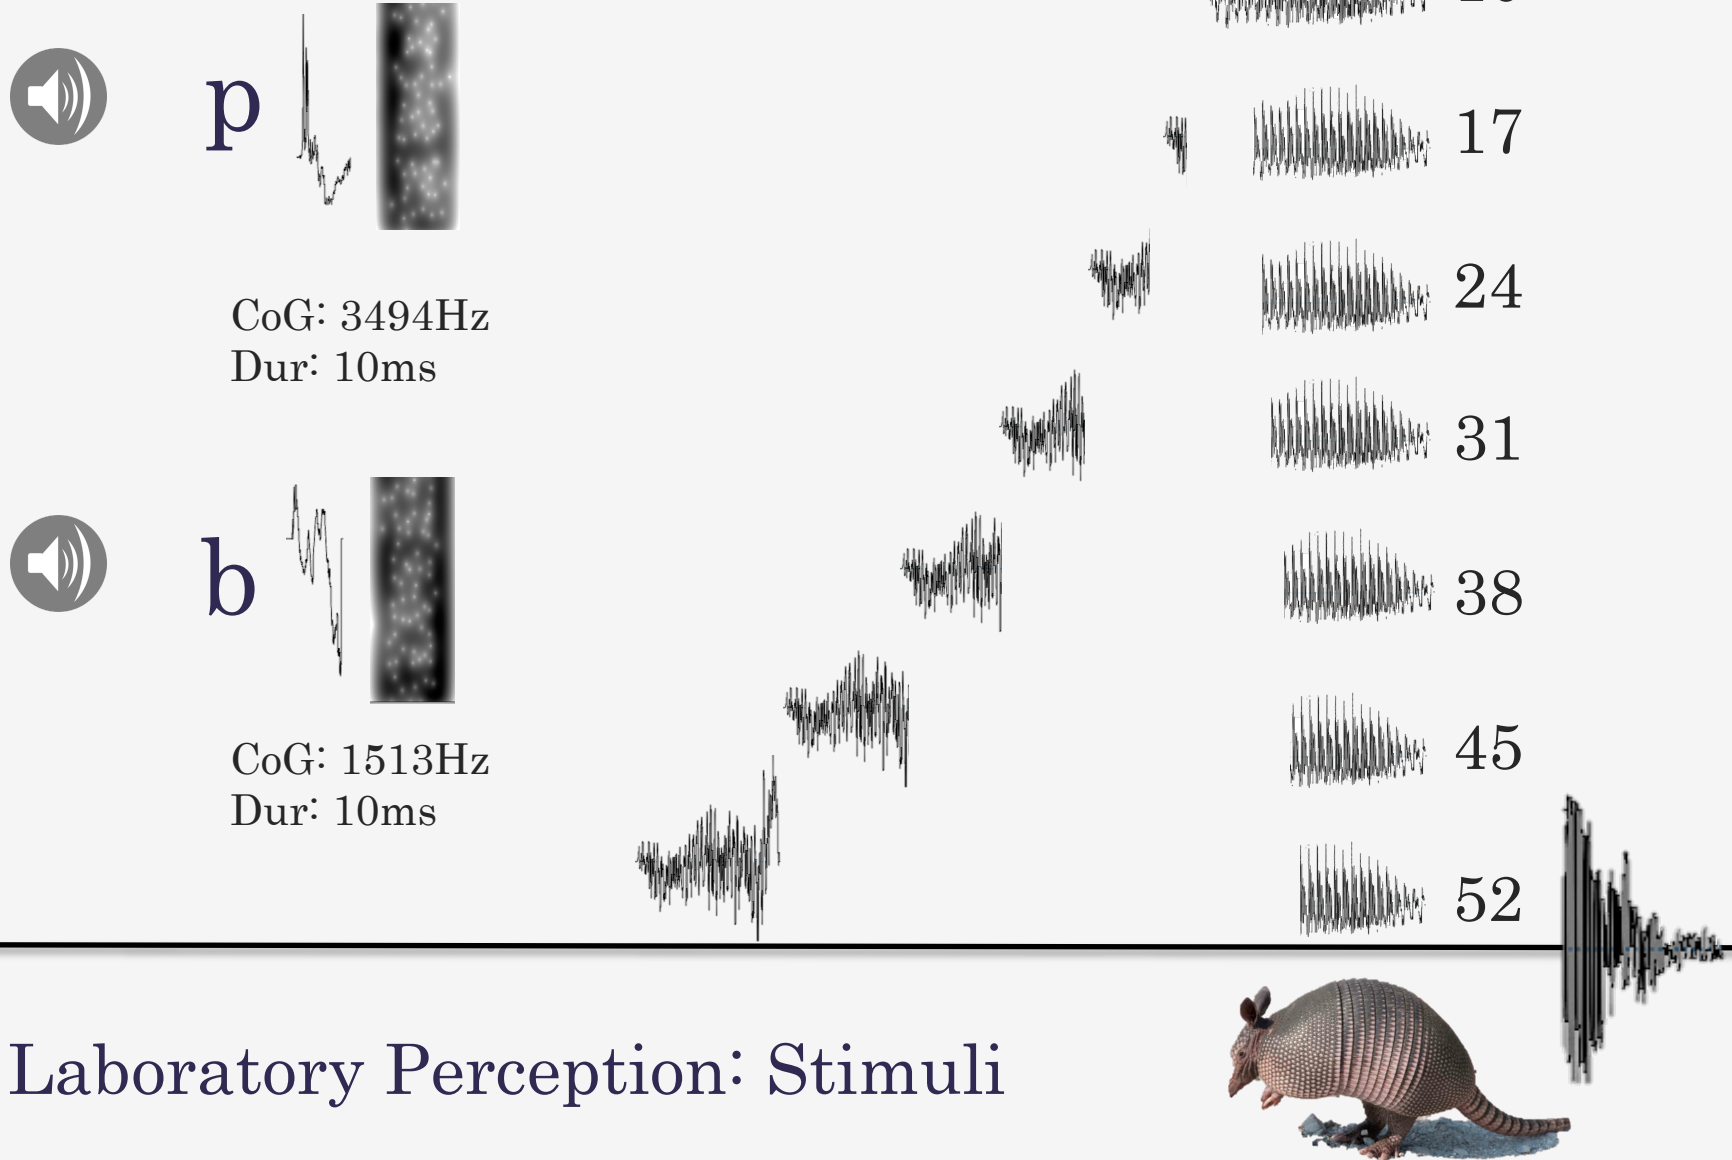 p
CoG: 3494Hz
Dur: 10ms
b
CoG: 1513Hz
Dur: 10ms
17
24
31
38
45
52
Laboratory Perception: Stimuli